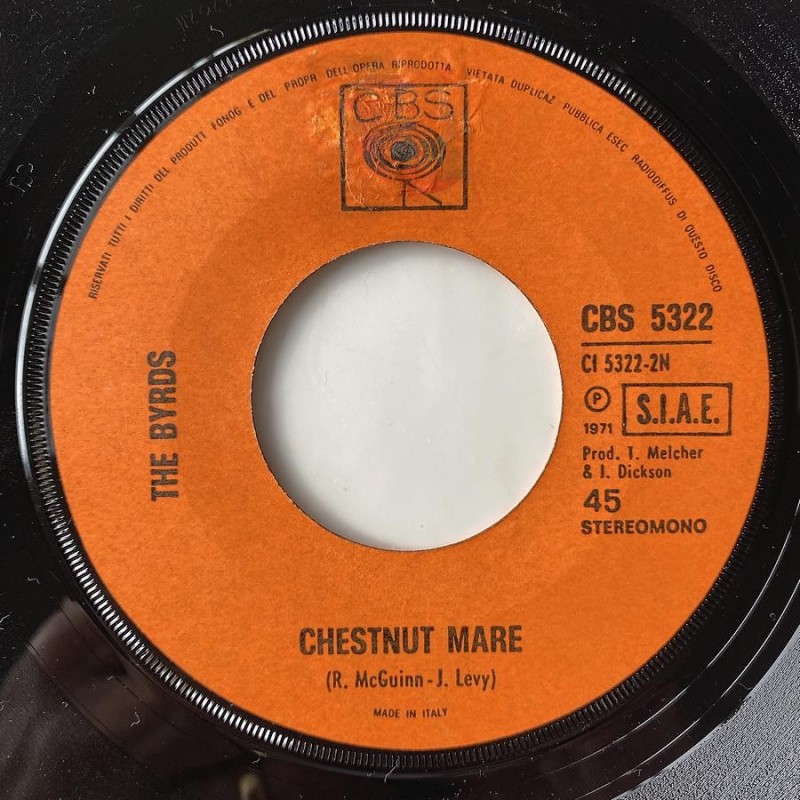 RISERVATI TUTTI I DIRITTI DEL PRODUTT FONOG E DEL PROPR DELL'OPERA RIPRODOTTA VIETATA DUPLICAZ PUBBLICA ESEC RADIODIFFUS DI QUESTO DISCO
CBS
CBS 5322
CI 5322-2N
Ⓟ S.I.A.E.
1971
Prod. T. Melcher
& I. Dickson
45
STEREOMONO
THE BYRDS
CHESTNUT MARE
(R. McGuinn - J. Levy)
MADE IN ITALY